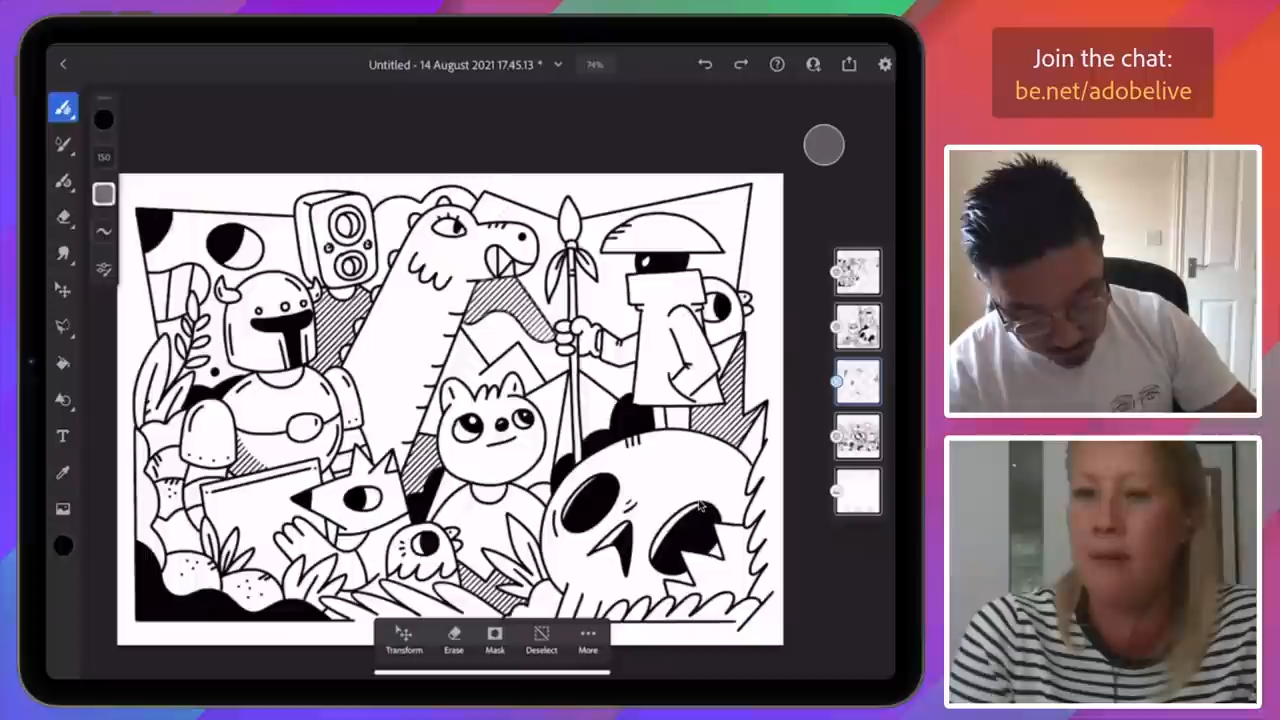 Untitled - 14 August 2021 17.45.13 *
74%
150
T
Transform
Erase
Mask
Deselect
More
Join the chat:
be.net/adobelive